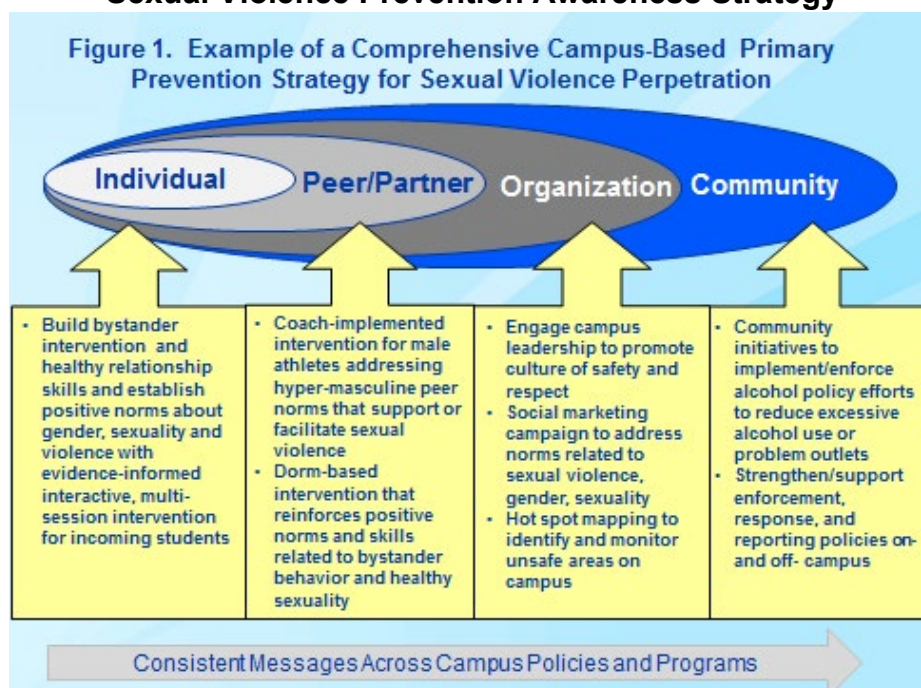 Sexual Violence Prevention Awareness Strategy
Figure 1. Example of a Comprehensive Campus-Based Primary
Prevention Strategy for Sexual Violence Perpetration
Individual
Peer/Partner
Organization
Community
• Build bystander
intervention and
healthy relationship
skills and establish
positive norms about
gender, sexuality and
violence with
evidence-informed
interactive, multi-
session intervention
for incoming students
• Coach-implemented
intervention for male
athletes addressing
hyper-masculine peer
norms that support or
facilitate sexual
violence
• Dorm-based
intervention that
reinforces positive
norms and skills
related to bystander
behavior and healthy
sexuality
• Engage campus
leadership to promote
culture of safety and
respect
• Social marketing
campaign to address
norms related to
sexual violence,
gender, sexuality
• Hot spot mapping to
identify and monitor
unsafe areas on
campus
• Community
initiatives to
implement/enforce
alcohol policy efforts
to reduce excessive
alcohol use or
problem outlets
• Strengthen/support
enforcement,
response, and
reporting policies on-
and off- campus
Consistent Messages Across Campus Policies and Programs